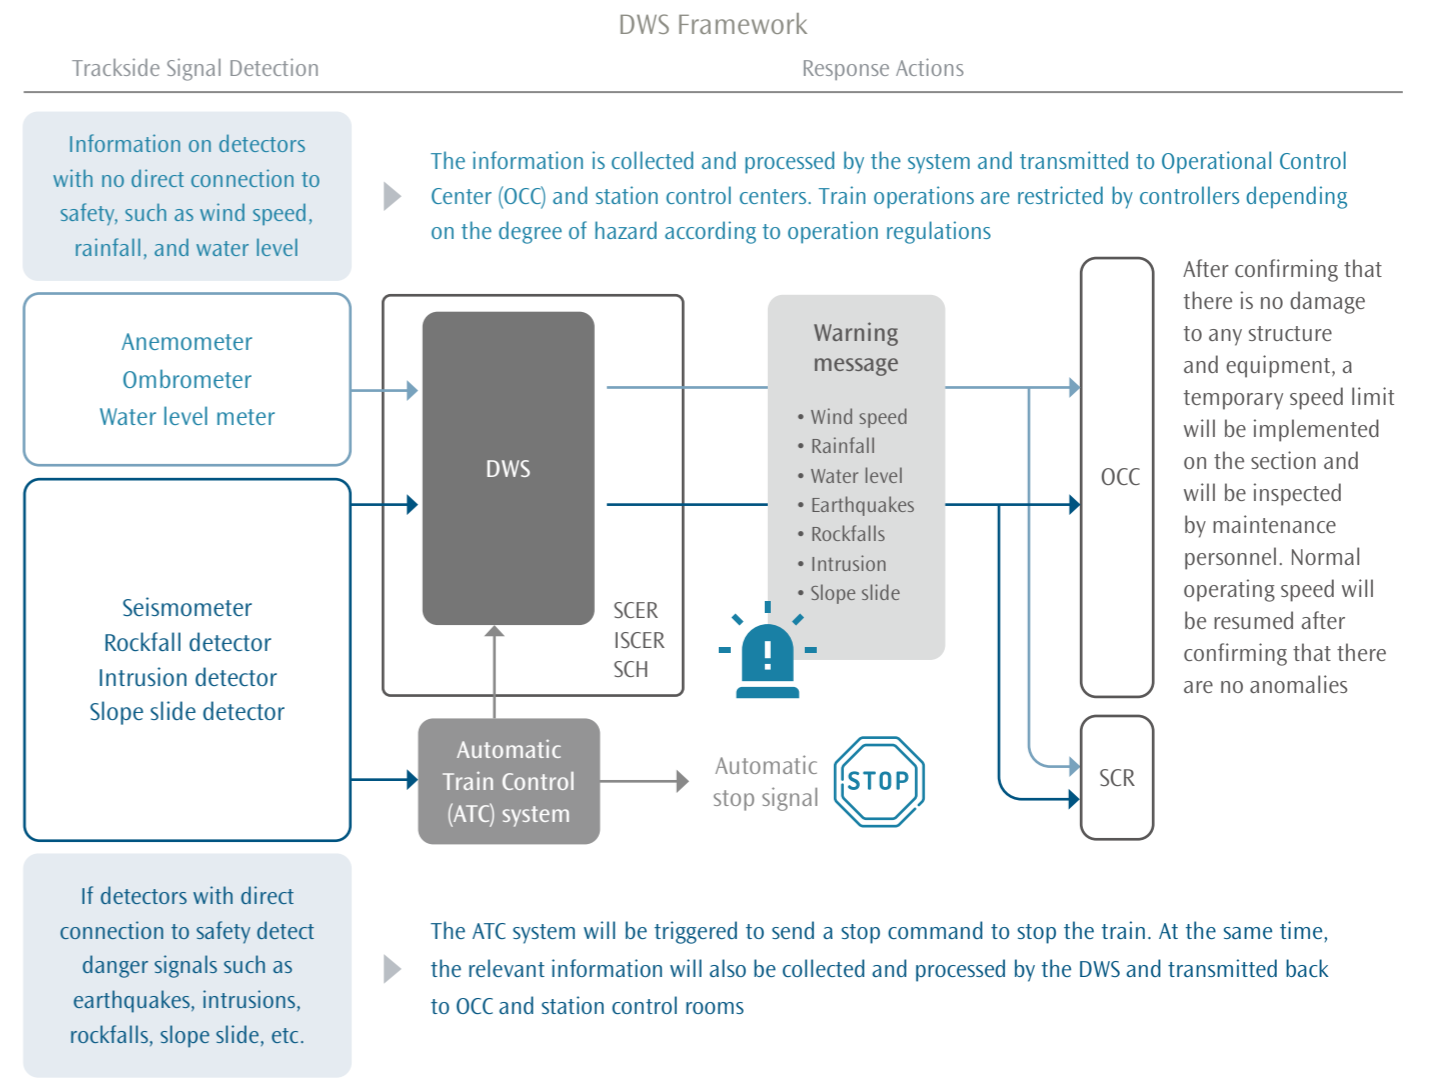 DWS Framework
Trackside Signal Detection
Response Actions
Information on detectors
with no direct connection to
safety, such as wind speed,
rainfall, and water level
The information is collected and processed by the system and transmitted to Operational Control
Center (OCC) and station control centers. Train operations are restricted by controllers depending
on the degree of hazard according to operation regulations
Anemometer
Ombrometer
Water level meter
Seismometer
Rockfall detector
Intrusion detector
Slope slide detector
DWS
SCER
ISCER
SCH
Automatic
Train Control
(ATC) system
Warning
message
• Wind speed
• Rainfall
• Water level
• Earthquakes
• Rockfalls
• Intrusion
• Slope slide
!
Automatic
stop signal
STOP
OCC
SCR
After confirming that
there is no damage
to any structure
and equipment, a
temporary speed limit
will be implemented
on the section and
will be inspected
by maintenance
personnel. Normal
operating speed will
be resumed after
confirming that there
are no anomalies
If detectors with direct
connection to safety detect
danger signals such as
earthquakes, intrusions,
rockfalls, slope slide, etc.
The ATC system will be triggered to send a stop command to stop the train. At the same time,
the relevant information will also be collected and processed by the DWS and transmitted back
to OCC and station control rooms